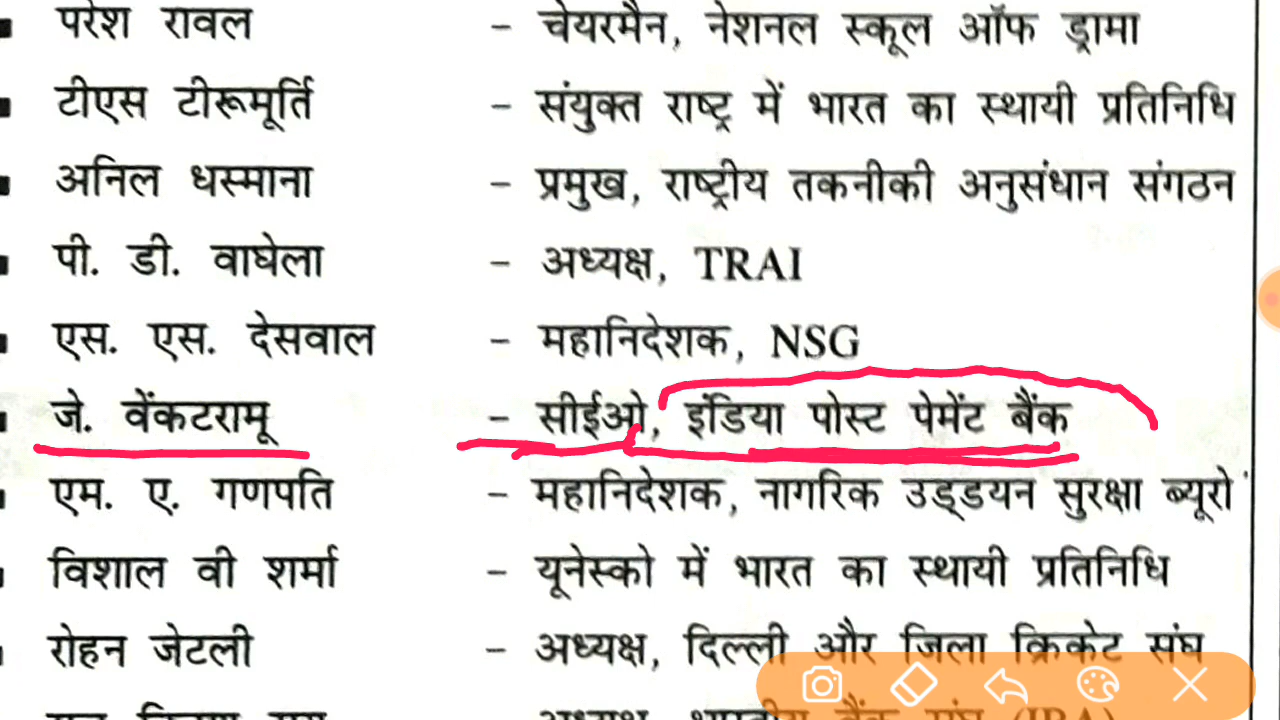 परेश रावल – चेयरमैन, नेशनल स्कूल ऑफ ड्रामा
टीएस टीरूमूर्ति – संयुक्त राष्ट्र में भारत का स्थायी प्रतिनिधि
अनिल धस्माना – प्रमुख, राष्ट्रीय तकनीकी अनुसंधान संगठन
पी. डी. वाघेला – अध्यक्ष, TRAI
एस. एस. देसवाल – महानिदेशक, NSG
जे. वेंकटरामू – सीईओ, इंडिया पोस्ट पेमेंट बैंक
एम. ए. गणपति – महानिदेशक, नागरिक उड्डयन सुरक्षा ब्यूरो
विशाल वी शर्मा – यूनेस्को में भारत का स्थायी प्रतिनिधि
रोहन जेटली – अध्यक्ष, दिल्ली और जिला क्रिकेट संघ
(IBA)